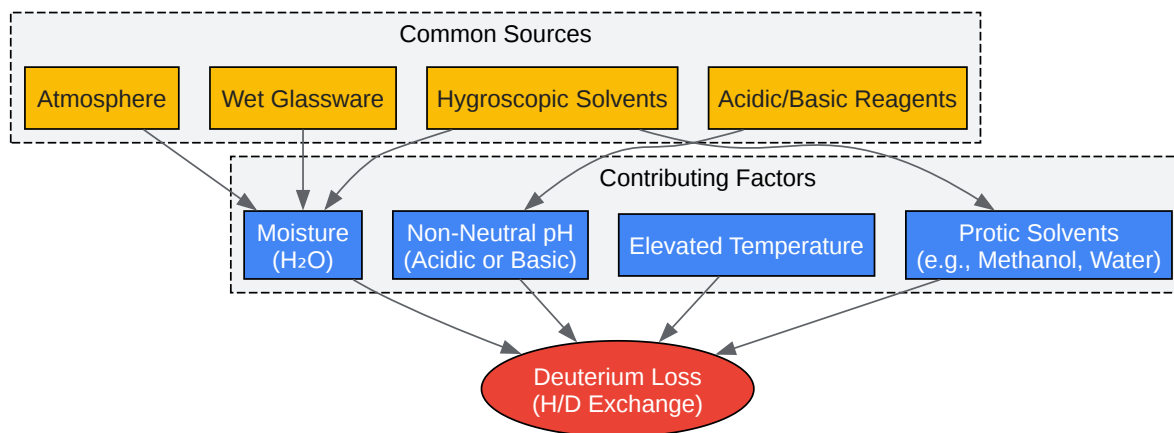 Common Sources
Atmosphere
Wet Glassware
Hygroscopic Solvents
Acidic/Basic Reagents
Contributing Factors
Moisture
(H₂O)
Non-Neutral pH
(Acidic or Basic)
Elevated Temperature
Protic Solvents
(e.g., Methanol, Water)
Deuterium Loss
(H/D Exchange)